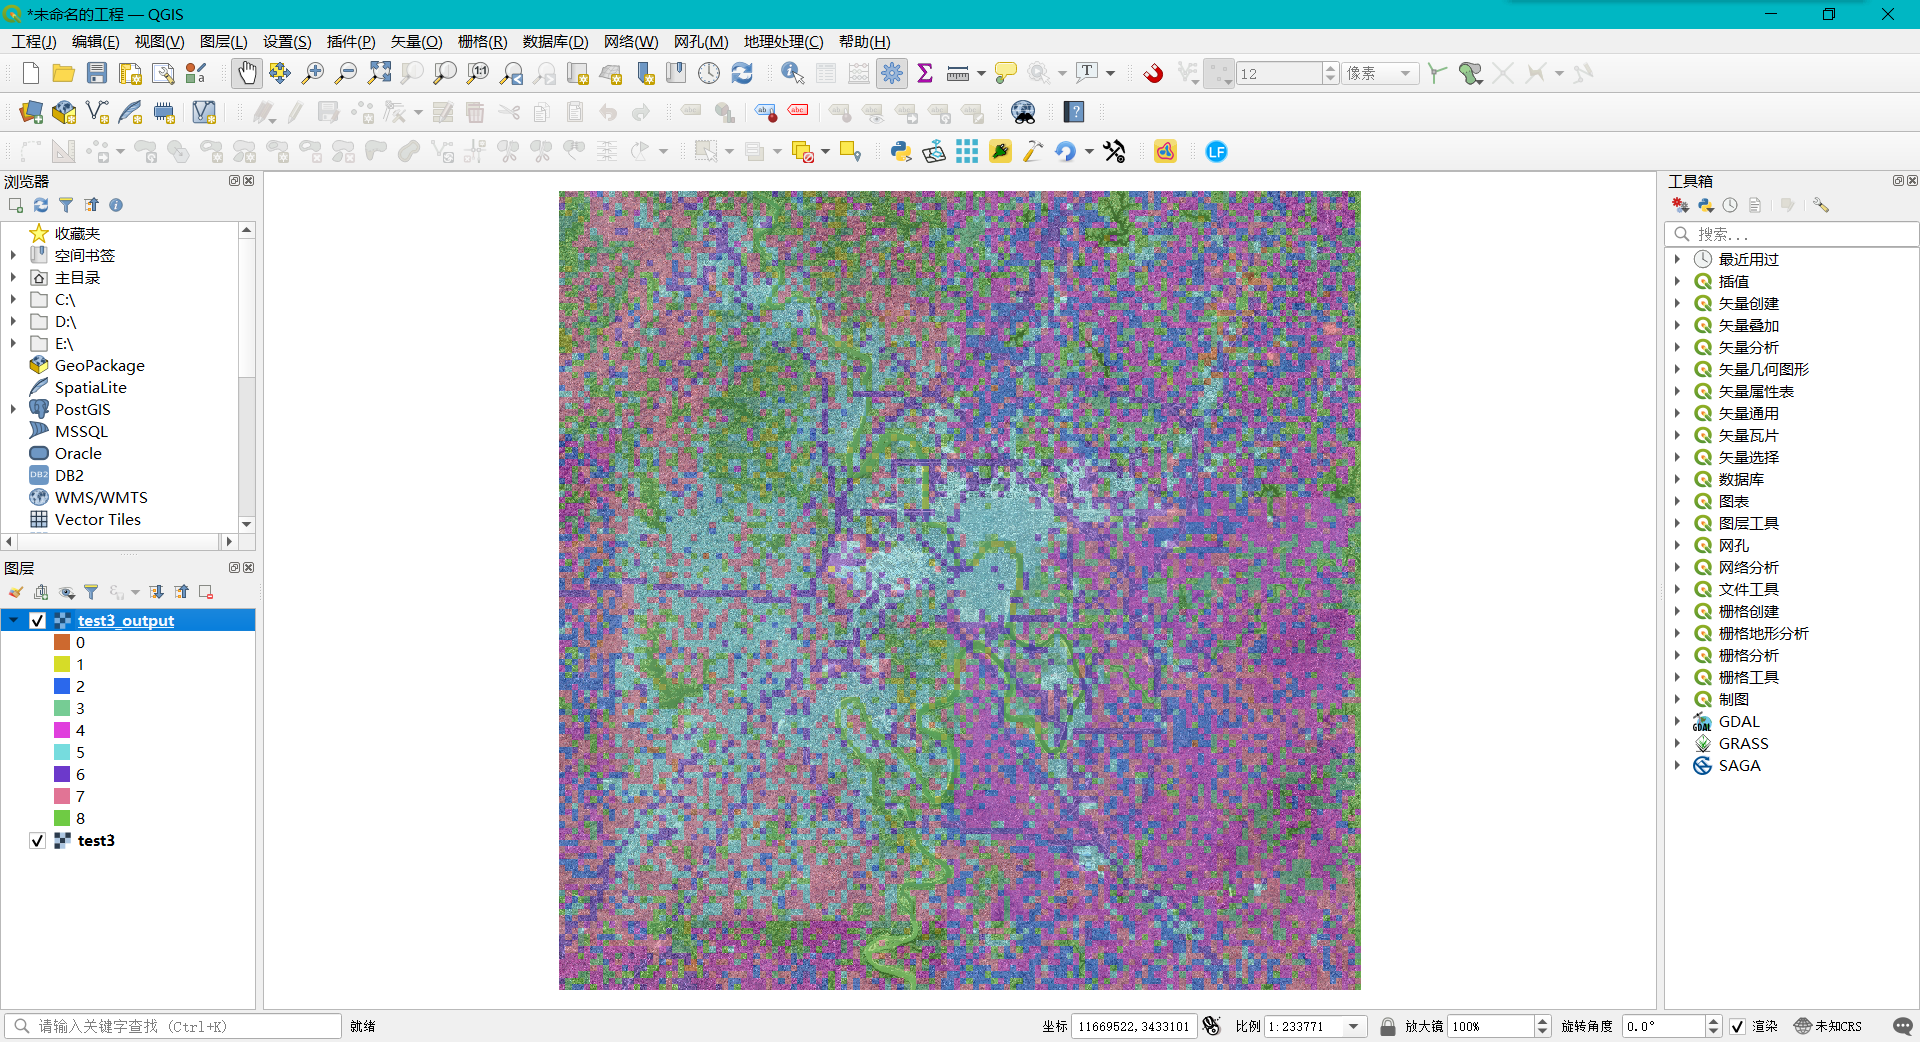 *未命名的工程 — QGIS
工程(J) 编辑(E) 视图(V) 图层(L) 设置(S) 插件(P) 矢量(O) 栅格(R) 数据库(D) 网络(W) 网孔(M) 地理处理(C) 帮助(H)
12 像素
浏览器
收藏夹
空间书签
主目录
C:\
D:\
E:\
GeoPackage
SpatiaLite
PostGIS
MSSQL
Oracle
DB2
WMS/WMTS
Vector Tiles
图层
test3_output
0
1
2
3
4
5
6
7
8
test3
工具箱
搜索...
最近用过
插值
矢量创建
矢量叠加
矢量分析
矢量几何图形
矢量属性表
矢量通用
矢量瓦片
矢量选择
数据库
图表
图层工具
网孔
网络分析
文件工具
栅格创建
栅格地形分析
栅格分析
栅格工具
制图
GDAL
GRASS
SAGA
请输入关键字查找 (Ctrl+K) 就绪 坐标 11669522,3433101 比例 1:233771 放大镜 100% 旋转角度 0.0° 渲染 未知CRS